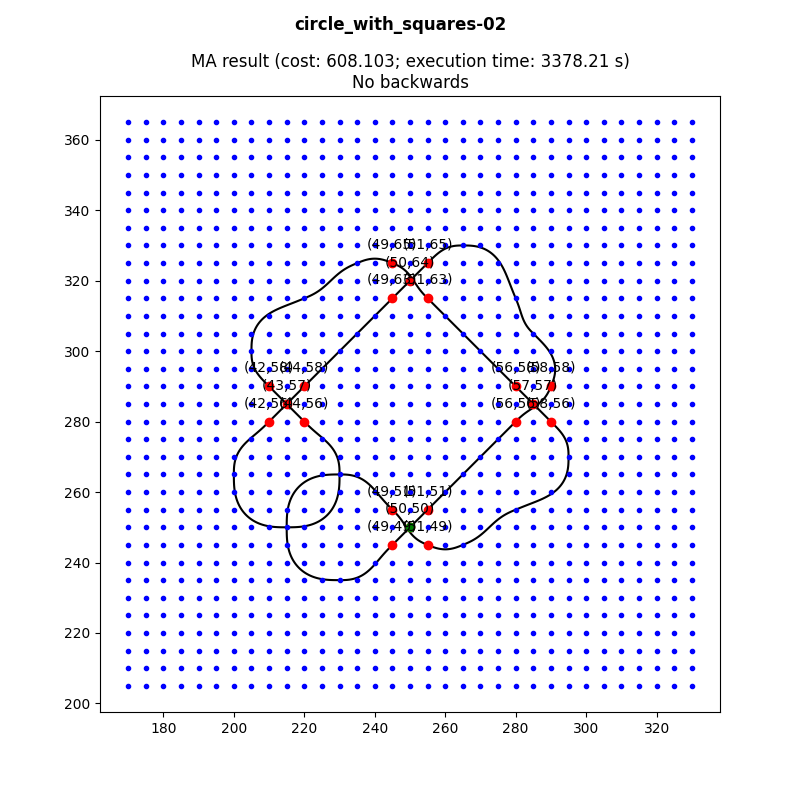 circle_with_squares-02
MA result (cost: 608.103; execution time: 3378.21 s)
No backwards
360
340
(49,65) (51,65)
(50,64)
320
(49,63) (51,63)
300
(42,58) (44,58) (56,58) (58,58)
(43,57) (57,57)
280
(42,56) (44,56) (56,56) (58,56)
260
(49,51) (51,51)
(50,50)
(49,49) (51,49)
240
220
200
180 200 220 240 260 280 300 320